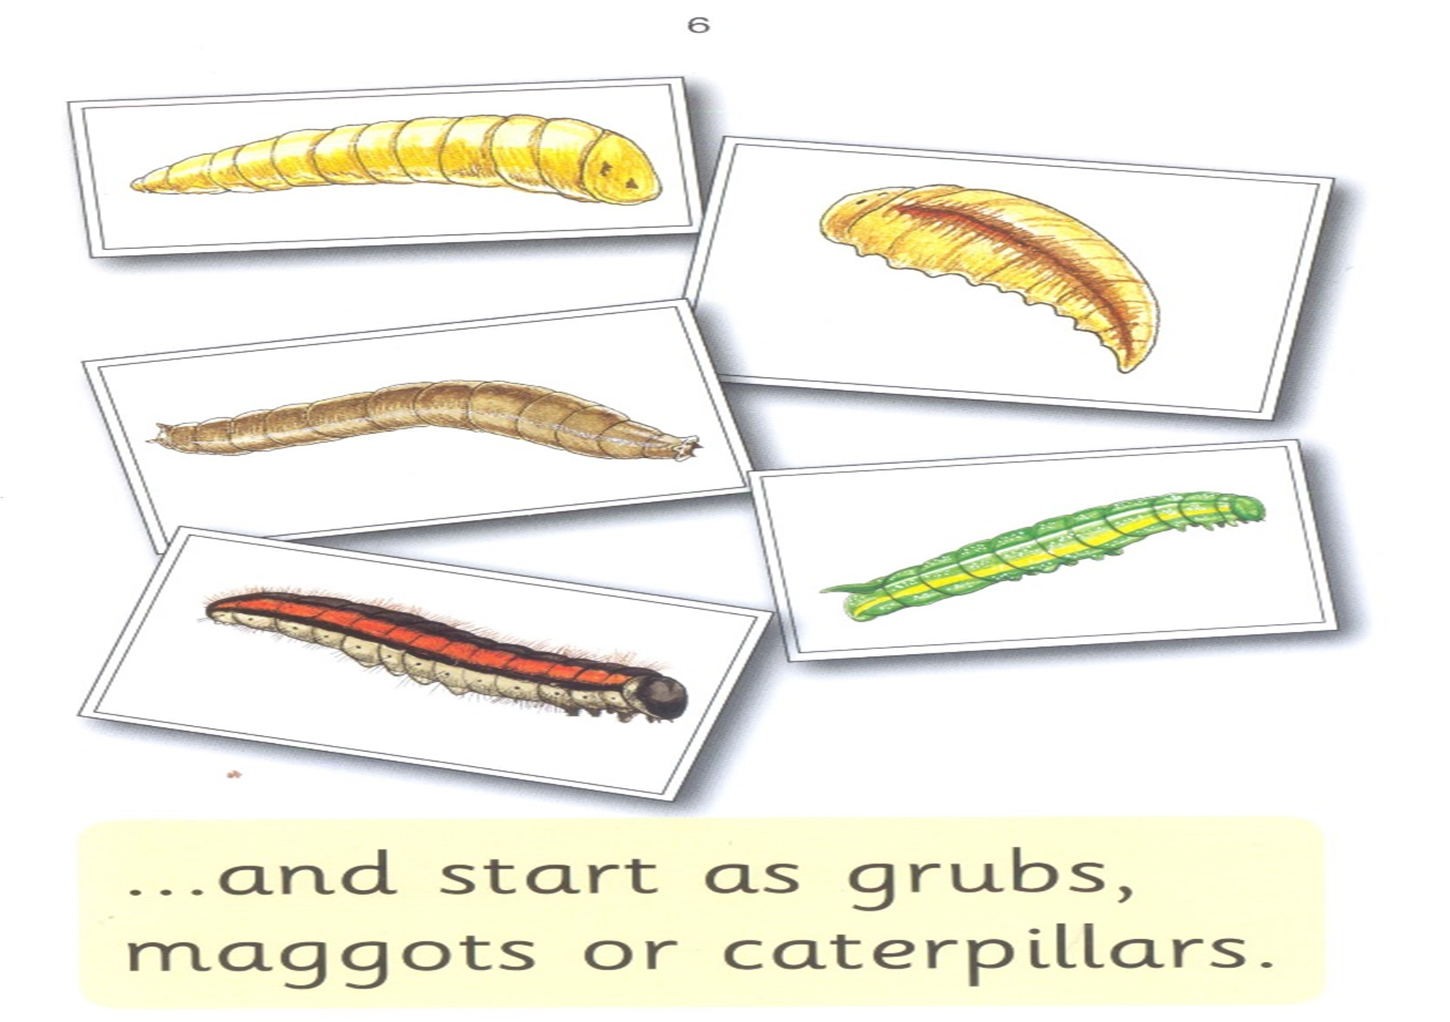 6
...and start as grubs,
maggots or caterpillars.